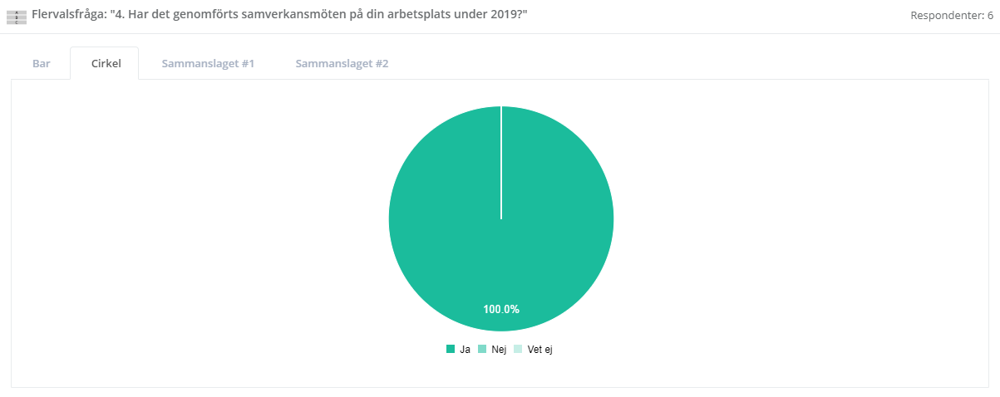 Flervalsfråga: "4. Har det genomförts samverkansmöten på din arbetsplats under 2019?" Respondenter: 6
Bar Cirkel Sammanslaget #1 Sammanslaget #2
100.0%
Ja Nej Vet ej